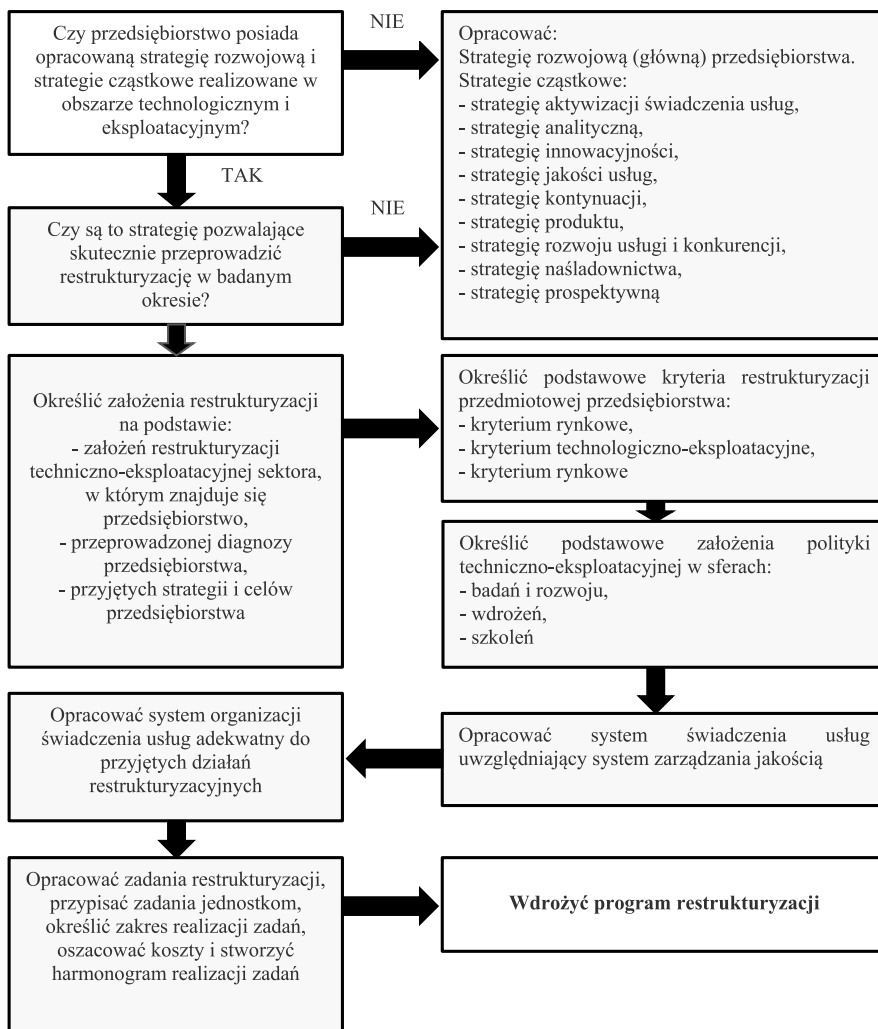 Czy przedsiębiorstwo posiada
opracowaną strategię rozwojową i
strategie cząstkowe realizowane w
obszarze technologicznym i
eksploatacyjnym?
NIE
Opracować:
Strategię rozwojową (główną) przedsiębiorstwa.
Strategie cząstkowe:
- strategię aktywizacji świadczenia usług,
- strategię analityczną,
- strategię innowacyjności,
- strategię jakości usług,
- strategię kontynuacji,
- strategię produktu,
- strategię rozwoju usługi i konkurencji,
- strategię naśladownictwa,
- strategię prospektywną
TAK
Czy są to strategię pozwalające
skutecznie przeprowadzić
restrukturyzację w badanym
okresie?
NIE
Określić założenia restrukturyzacji
na podstawie:
- założeń restrukturyzacji
techniczno-eksploatacyjnej sektora,
w którym znajduje się
przedsiębiorstwo,
- przeprowadzonej diagnozy
przedsiębiorstwa,
- przyjętych strategii i celów
przedsiębiorstwa
Określić podstawowe kryteria restrukturyzacji
przedmiotowej przedsiębiorstwa:
- kryterium rynkowe,
- kryterium technologiczno-eksploatacyjne,
- kryterium rynkowe
Określić podstawowe założenia polityki
techniczno-eksploatacyjnej w sferach:
- badań i rozwoju,
- wdrożeń,
- szkoleń
Opracować system świadczenia usług
uwzględniający system zarządzania jakością
Opracować system organizacji
świadczenia usług adekwatny do
przyjętych działań
restrukturyzacyjnych
Opracować zadania restrukturyzacji,
przypisać zadania jednostkom,
określić zakres realizacji zadań,
oszacować koszty i stworzyć
harmonogram realizacji zadań
Wdrożyć program restrukturyzacji